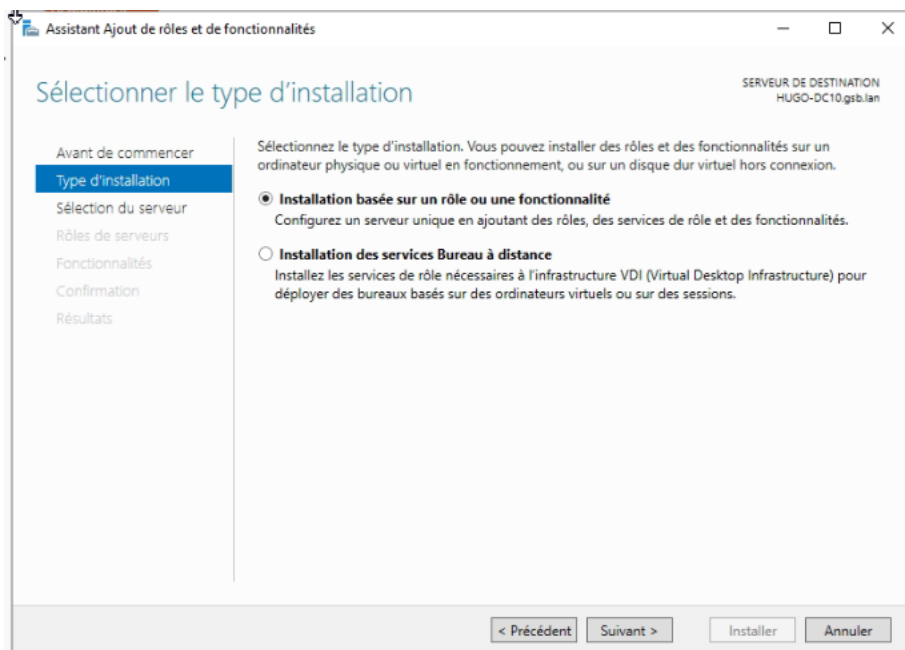 Assistant Ajout de rôles et de fonctionnalités
Sélectionner le type d'installation
SERVEUR DE DESTINATION
HUGO-DC10.gsb.lan
Avant de commencer
Type d'installation
Sélection du serveur
Rôles de serveurs
Fonctionnalités
Confirmation
Résultats
Sélectionnez le type d'installation. Vous pouvez installer des rôles et des fonctionnalités sur un
ordinateur physique ou virtuel en fonctionnement, ou sur un disque dur virtuel hors connexion.
Installation basée sur un rôle ou une fonctionnalité
Configurez un serveur unique en ajoutant des rôles, des services de rôle et des fonctionnalités.
Installation des services Bureau à distance
Installez les services de rôle nécessaires à l'infrastructure VDI (Virtual Desktop Infrastructure) pour
déployer des bureaux basés sur des ordinateurs virtuels ou sur des sessions.
< Précédent
Suivant >
Installer
Annuler